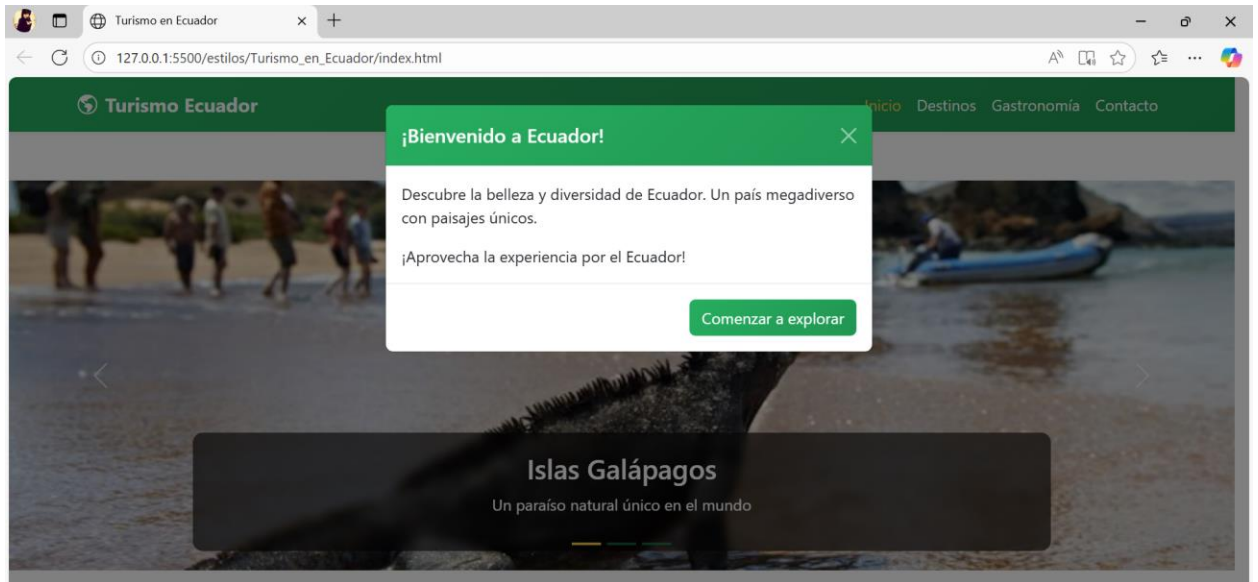 Turismo en Ecuador
127.0.0.1:5500/estilos/Turismo_en_Ecuador/index.html
Turismo Ecuador
Inicio Destinos Gastronomía Contacto
¡Bienvenido a Ecuador!
Descubre la belleza y diversidad de Ecuador. Un país megadiverso
con paisajes únicos.
¡Aprovecha la experiencia por el Ecuador!
Comenzar a explorar
Islas Galápagos
Un paraíso natural único en el mundo